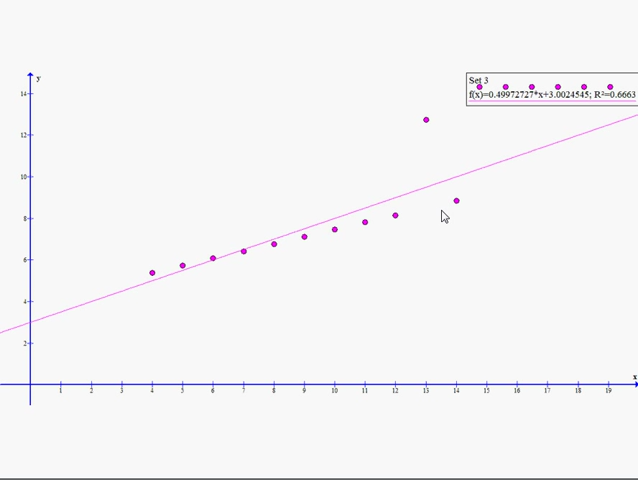 y
Set 3
f(x)=0.49972727*x+3.0024545; R²=0.6663
14
12
10
8
6
4
2
x
1 2 3 4 5 6 7 8 9 10 11 12 13 14 15 16 17 18 19